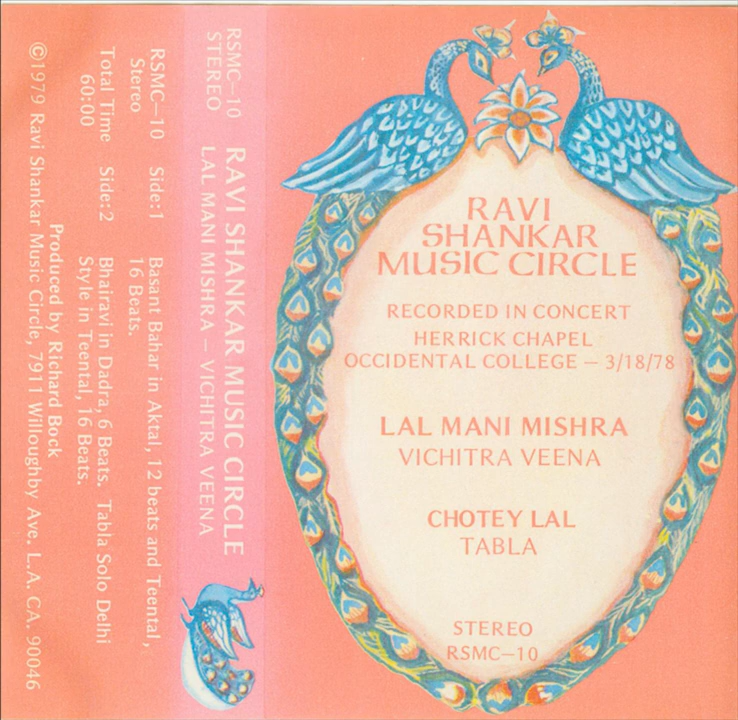 RAVI
SHANKAR
MUSIC CIRCLE
RECORDED IN CONCERT
HERRICK CHAPEL
OCCIDENTAL COLLEGE — 3/18/78
LAL MANI MISHRA
VICHITRA VEENA
CHOTEY LAL
TABLA
STEREO
RSMC—10
RSMC—10 RAVI SHANKAR MUSIC CIRCLE
STEREO LAL MANI MISHRA — VICHITRA VEENA
RSMC—10 Side:1 Basant Bahar in Aktal, 12 beats and Teental,
Stereo 16 Beats.
Total Time Side:2 Bhairavi in Dadra, 6 Beats. Tabla Solo Delhi
60:00 Style in Teental, 16 Beats.
Produced by Richard Bock
©1979 Ravi Shankar Music Circle, 7911 Willoughby Ave. L.A. CA. 90046